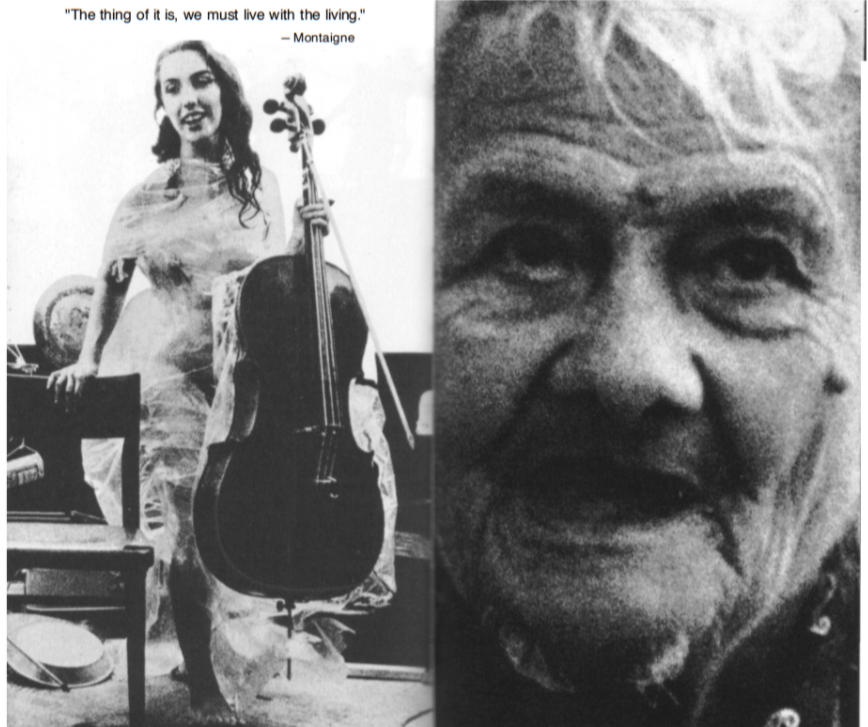 "The thing of it is, we must live with the living."
— Montaigne